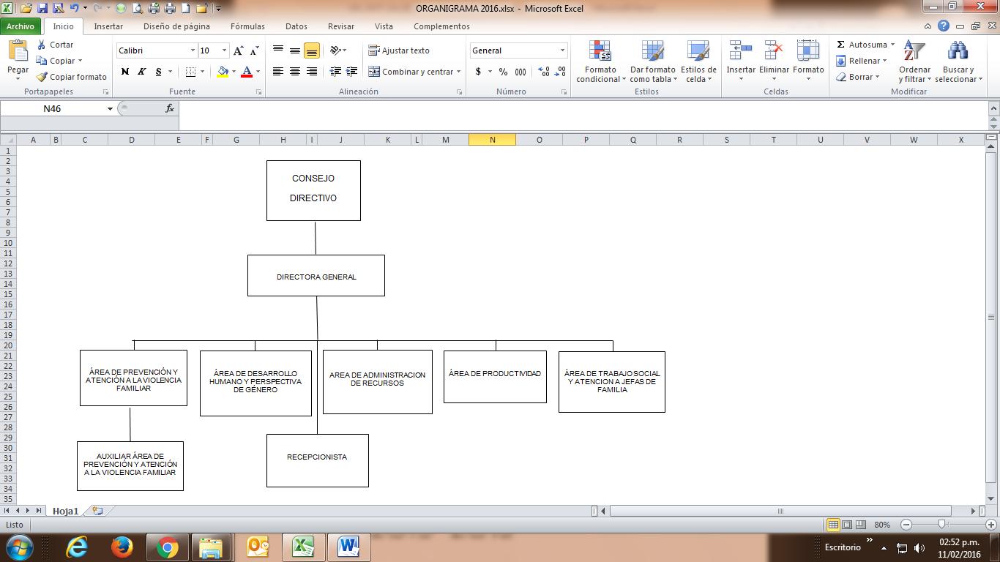 ORGANIGRAMA 2016.xlsx - Microsoft Excel
Archivo Inicio Insertar Diseño de página Fórmulas Datos Revisar Vista Complementos
Pegar
Cortar
Copiar
Copiar formato
Portapapeles
Calibri 10
N K S
Fuente
Ajustar texto
Combinar y centrar
Alineación
General
$ % 000
Número
Formato condicional
Dar formato como tabla
Estilos de celda
Estilos
Insertar Eliminar Formato
Celdas
Autosuma
Rellenar
Borrar
Ordenar y filtrar
Buscar y seleccionar
Modificar
N46
fx
A B C D E F G H I J K L M N O P Q R S T U V W X
1
2
3
4
5
6
7
8
9
10
11
12
13
14
15
16
17
18
19
20
21
22
23
24
25
26
27
28
29
30
31
32
33
34
35
CONSEJO
DIRECTIVO
DIRECTORA GENERAL
ÁREA DE PREVENCIÓN Y
ATENCIÓN A LA VIOLENCIA
FAMILIAR
ÁREA DE DESARROLLO
HUMANO Y PERSPECTIVA
DE GÉNERO
AREA DE ADMINISTRACION
DE RECURSOS
ÁREA DE PRODUCTIVIDAD
ÁREA DE TRABAJO SOCIAL
Y ATENCION A JEFAS DE
FAMILIA
AUXILIAR ÁREA DE
PREVENCIÓN Y ATENCIÓN
A LA VIOLENCIA FAMILIAR
RECEPCIONISTA
Hoja1
Listo
80%
Escritorio
02:52 p.m.
11/02/2016